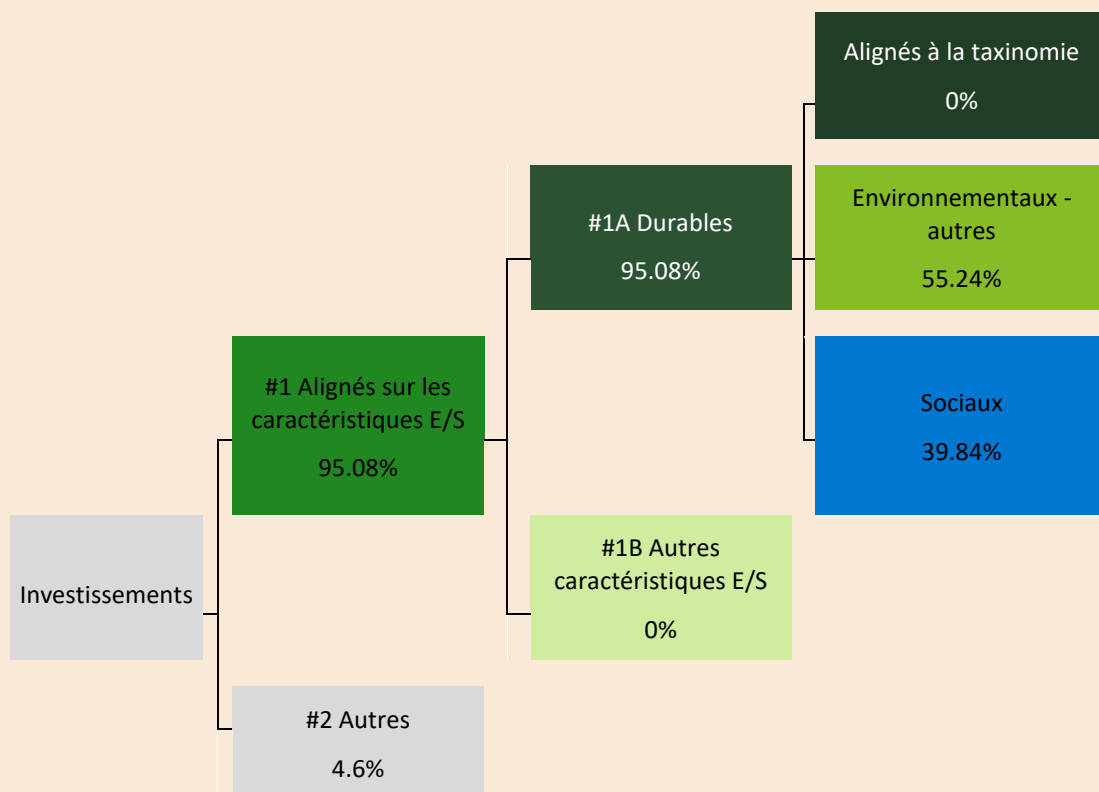 Alignés à la taxinomie
0%
#1A Durables
95.08%
Environnementaux -
autres
55.24%
#1 Alignés sur les
caractéristiques E/S
95.08%
Sociaux
39.84%
Investissements
#1B Autres
caractéristiques E/S
0%
#2 Autres
4.6%